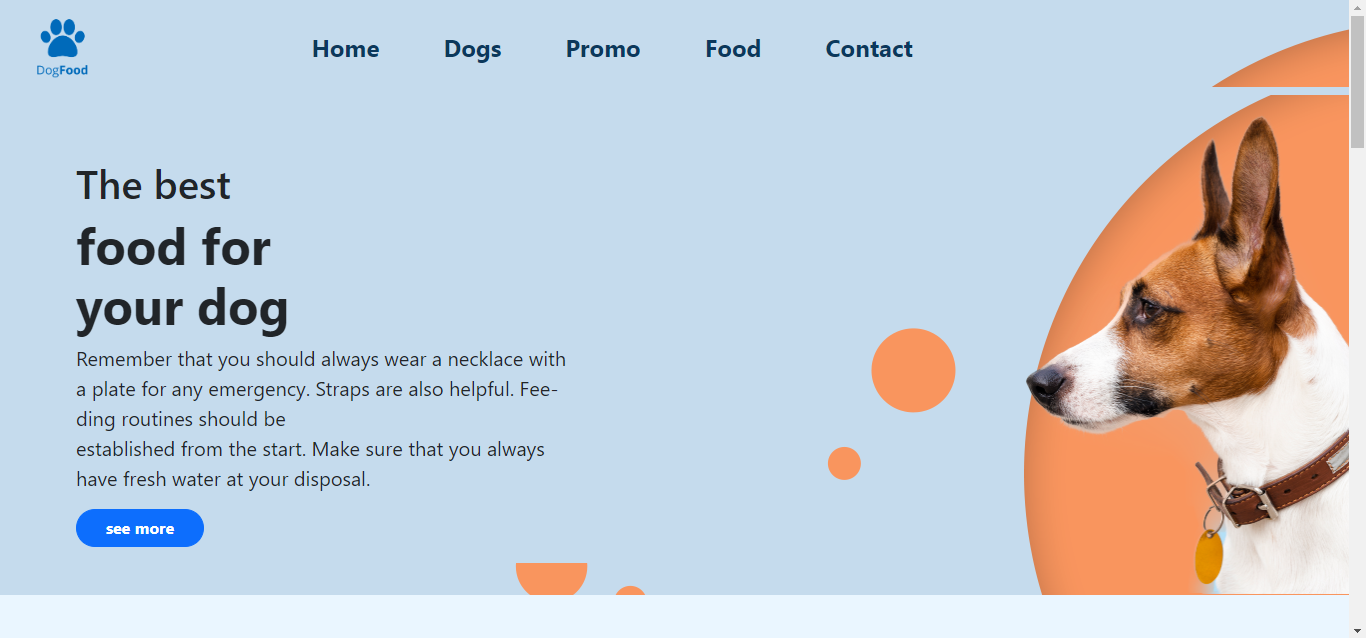 DogFood
Home Dogs Promo Food Contact
The best
food for
your dog
Remember that you should always wear a necklace with
a plate for any emergency. Straps are also helpful. Fee-
ding routines should be
established from the start. Make sure that you always
have fresh water at your disposal.
see more